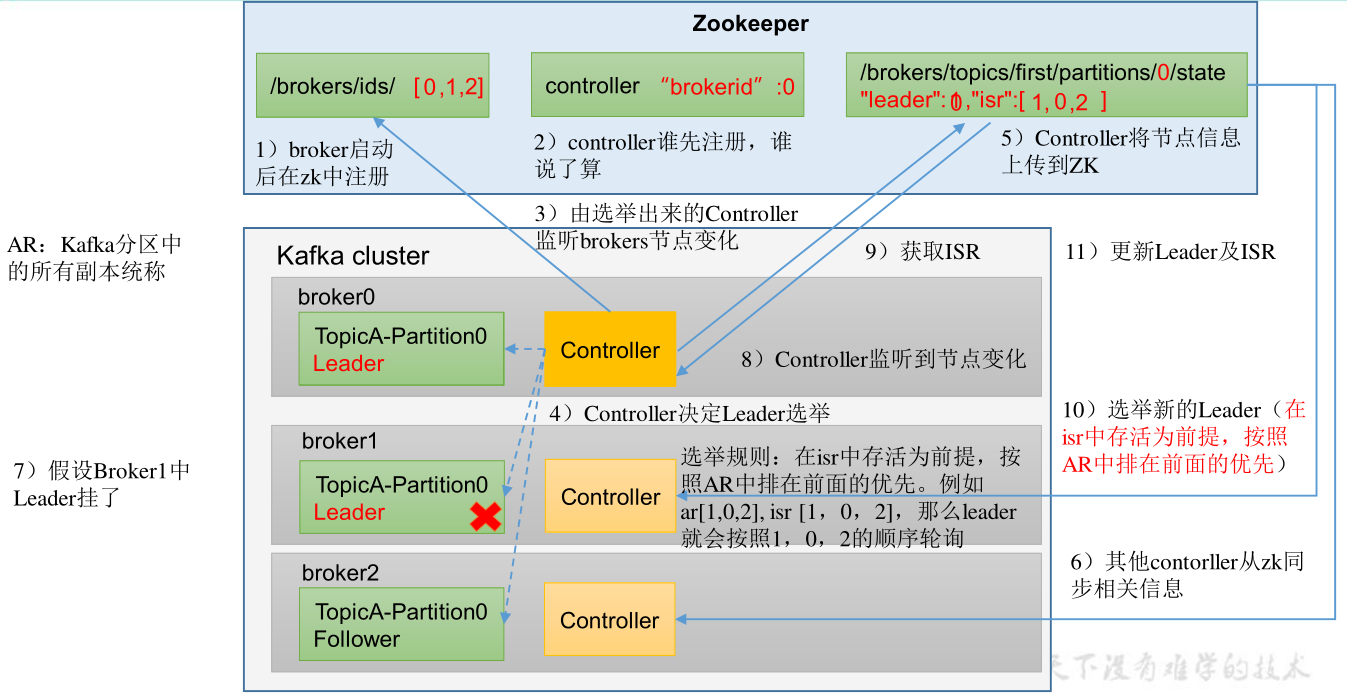 Zookeeper
/brokers/ids/ [0,1,2]
controller “brokerid” :0
/brokers/topics/first/partitions/0/state
"leader": ,"isr":[ 1,0,2 ]
1）broker启动
后在zk中注册
2）controller谁先注册，谁
说了算
5）Controller将节点信息
上传到ZK
3）由选举出来的Controller
监听brokers节点变化
AR：Kafka分区中
的所有副本统称
Kafka cluster
9）获取ISR
11）更新Leader及ISR
broker0
TopicA-Partition0
Leader
Controller
8）Controller监听到节点变化
4）Controller决定Leader选举
10）选举新的Leader（在
isr中存活为前提，按照
AR中排在前面的优先）
7）假设Broker1中
Leader挂了
broker1
TopicA-Partition0
Leader
Controller
选举规则：在isr中存活为前提，按
照AR中排在前面的优先。例如
ar[1,0,2], isr [1，0，2]，那么leader
就会按照1，0，2的顺序轮询
6）其他contorller从zk同
步相关信息
broker2
TopicA-Partition0
Follower
Controller
天下没有难学的技术